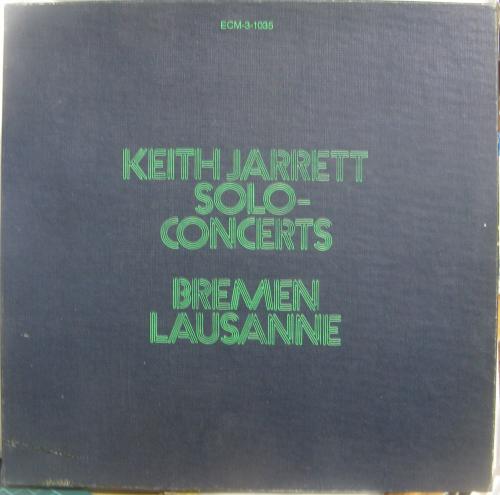 ECM-3-1035
KEITH JARRETT
SOLO-
CONCERTS
BREMEN
LAUSANNE